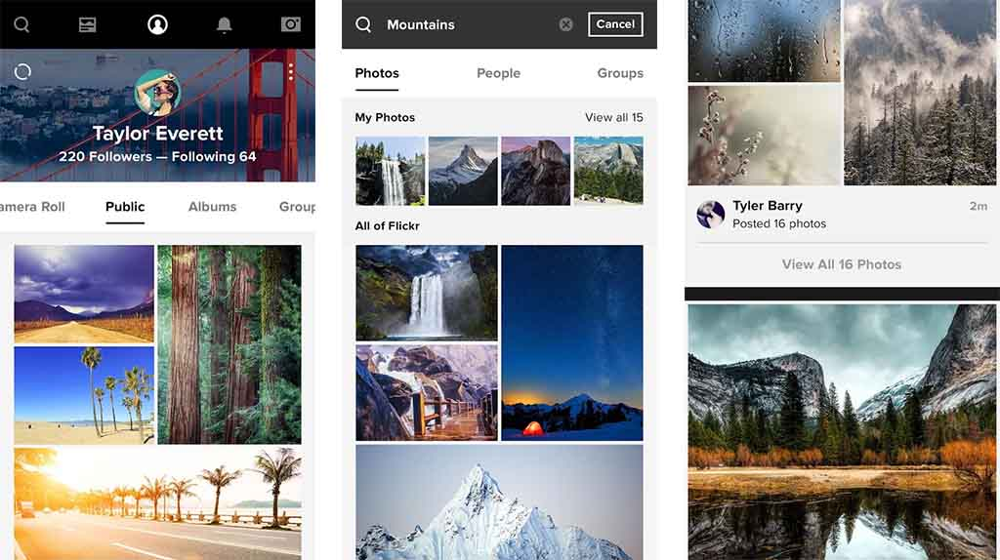 Taylor Everett
220 Followers — Following 64
amera Roll
Public
Albums
Group
Mountains
Cancel
Photos
People
Groups
My Photos
View all 15
All of Flickr
Tyler Barry
2m
Posted 16 photos
View All 16 Photos